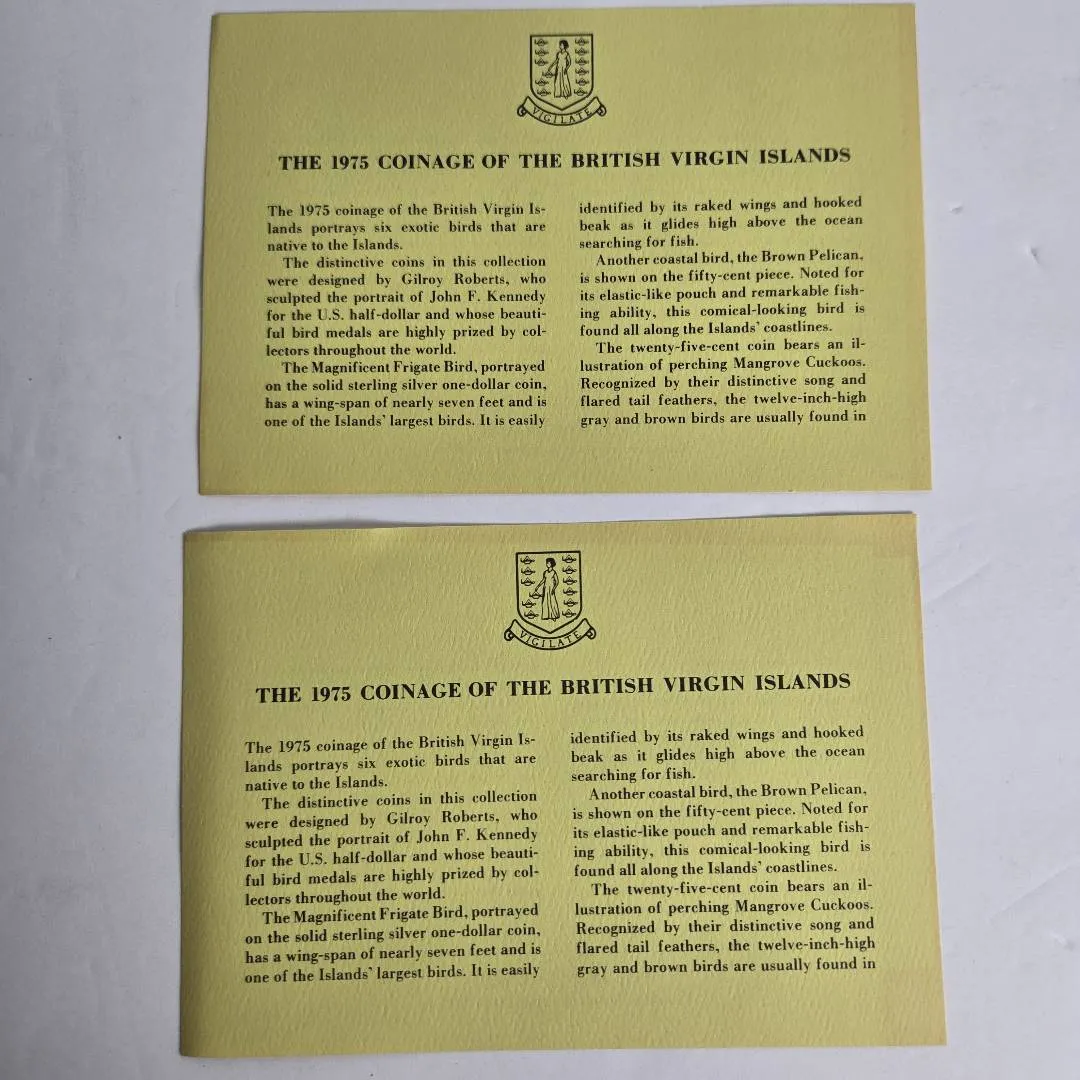 VIGILATE
THE 1975 COINAGE OF THE BRITISH VIRGIN ISLANDS
The 1975 coinage of the British Virgin Is-
lands portrays six exotic birds that are
native to the Islands.
The distinctive coins in this collection
were designed by Gilroy Roberts, who
sculpted the portrait of John F. Kennedy
for the U.S. half-dollar and whose beauti-
ful bird medals are highly prized by col-
lectors throughout the world.
The Magnificent Frigate Bird, portrayed
on the solid sterling silver one-dollar coin,
has a wing-span of nearly seven feet and is
one of the Islands' largest birds. It is easily
identified by its raked wings and hooked
beak as it glides high above the ocean
searching for fish.
Another coastal bird, the Brown Pelican,
is shown on the fifty-cent piece. Noted for
its elastic-like pouch and remarkable fish-
ing ability, this comical-looking bird is
found all along the Islands' coastlines.
The twenty-five-cent coin bears an il-
lustration of perching Mangrove Cuckoos.
Recognized by their distinctive song and
flared tail feathers, the twelve-inch-high
gray and brown birds are usually found in
VIGILATE
THE 1975 COINAGE OF THE BRITISH VIRGIN ISLANDS
The 1975 coinage of the British Virgin Is-
lands portrays six exotic birds that are
native to the Islands.
The distinctive coins in this collection
were designed by Gilroy Roberts, who
sculpted the portrait of John F. Kennedy
for the U.S. half-dollar and whose beauti-
ful bird medals are highly prized by col-
lectors throughout the world.
The Magnificent Frigate Bird, portrayed
on the solid sterling silver one-dollar coin,
has a wing-span of nearly seven feet and is
one of the Islands' largest birds. It is easily
identified by its raked wings and hooked
beak as it glides high above the ocean
searching for fish.
Another coastal bird, the Brown Pelican,
is shown on the fifty-cent piece. Noted for
its elastic-like pouch and remarkable fish-
ing ability, this comical-looking bird is
found all along the Islands' coastlines.
The twenty-five-cent coin bears an il-
lustration of perching Mangrove Cuckoos.
Recognized by their distinctive song and
flared tail feathers, the twelve-inch-high
gray and brown birds are usually found in